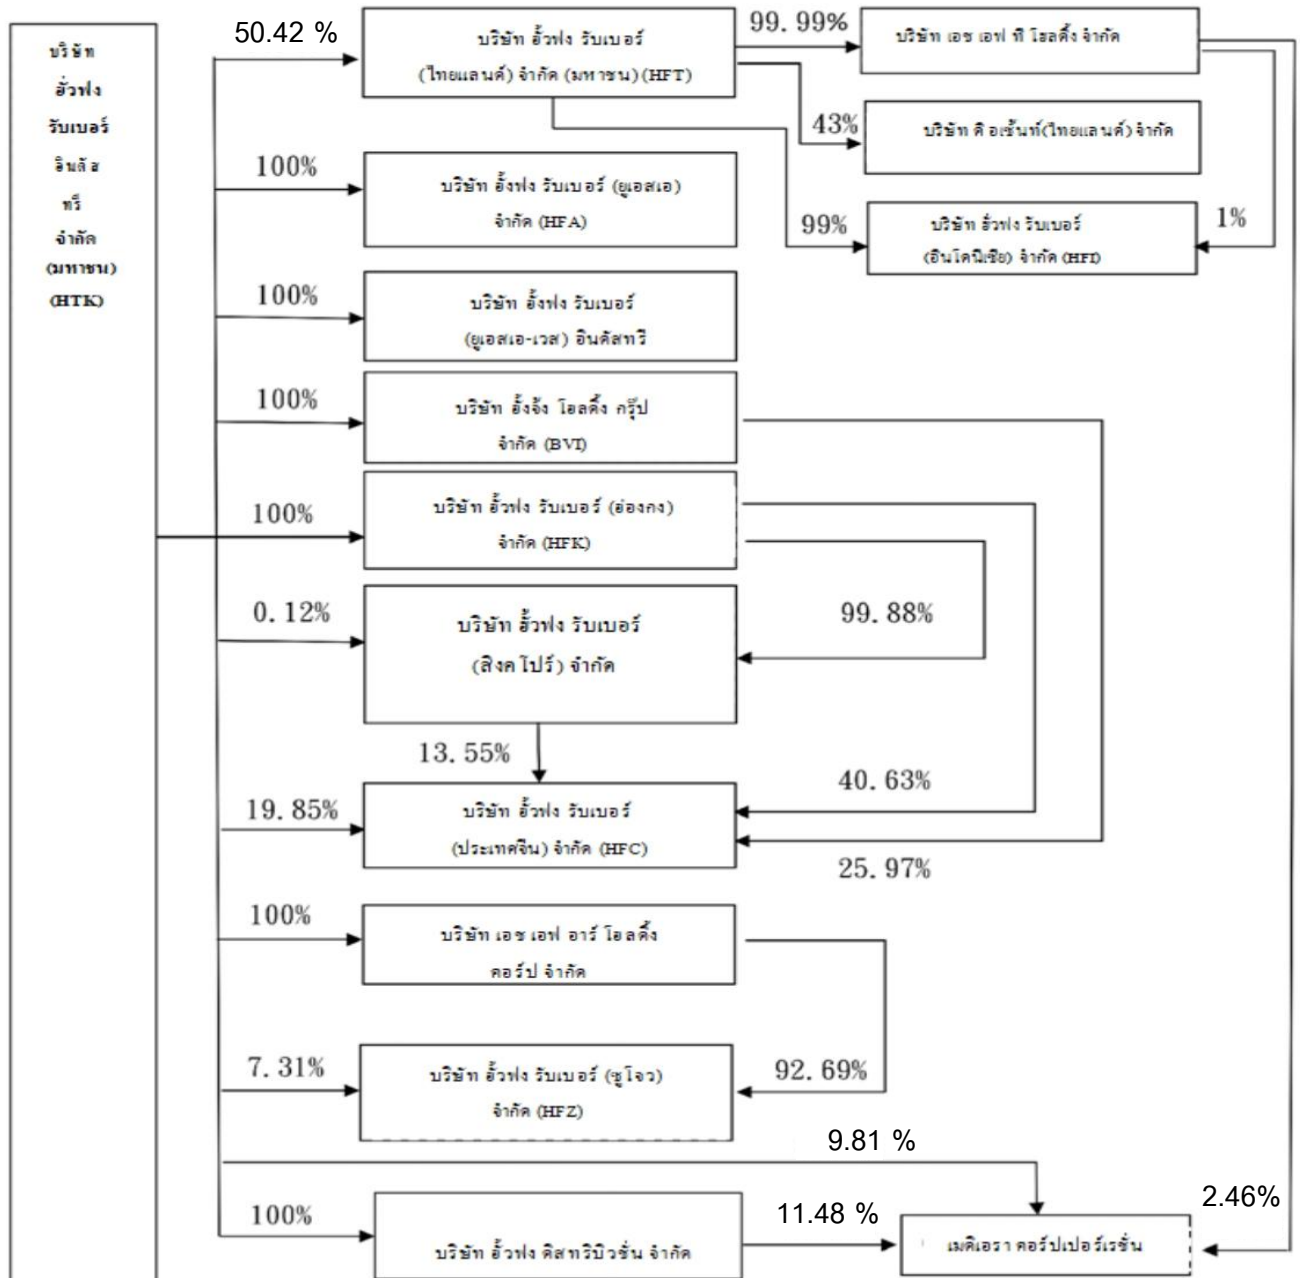 บริษัท
ฮั่วฟง
รับเบอร์
อินดัส
ทรี
จำกัด
(มหาชน)
(HTK)
50.42 %
บริษัท ฮั้วฟง รับเบอร์
(ไทยแลนด์) จำกัด (มหาชน) (HFT)
99.99%
บริษัท เอช เอฟ ที โฮลดิ้ง จำกัด
43%
บริษัท ดิ อเซ้นท์(ไทยแลนด์) จำกัด
100%
บริษัท ฮั้งฟง รับเบอร์ (ยูเอสเอ)
จำกัด (HFA)
99%
บริษัท ฮั่วฟง รับเบอร์
(อินโดนิเซีย) จำกัด (HFI)
1%
100%
บริษัท ฮั้งฟง รับเบอร์
(ยูเอสเอ-เวส) อินดัสทรี
100%
บริษัท ฮั้งจ้ง โฮลดิ้ง กรุ๊ป
จำกัด (BVI)
100%
บริษัท ฮั้วฟง รับเบอร์ (ฮ่องกง)
จำกัด (HFK)
0.12%
บริษัท ฮั้วฟง รับเบอร์
(สิงคโปร์) จำกัด
99.88%
13.55%
19.85%
บริษัท ฮั้วฟง รับเบอร์
(ประเทศจีน) จำกัด (HFC)
40.63%
25.97%
100%
บริษัท เอช เอฟ อาร์ โฮลดิ้ง
คอร์ป จำกัด
7.31%
บริษัท ฮั้วฟง รับเบอร์ (ซูโจว)
จำกัด (HFZ)
92.69%
9.81 %
100%
บริษัท ฮั้วฟง ดิสทริบิวชั่น จำกัด
11.48 %
เมดิเอรา คอร์ปเปอร์เรชั่น
2.46%